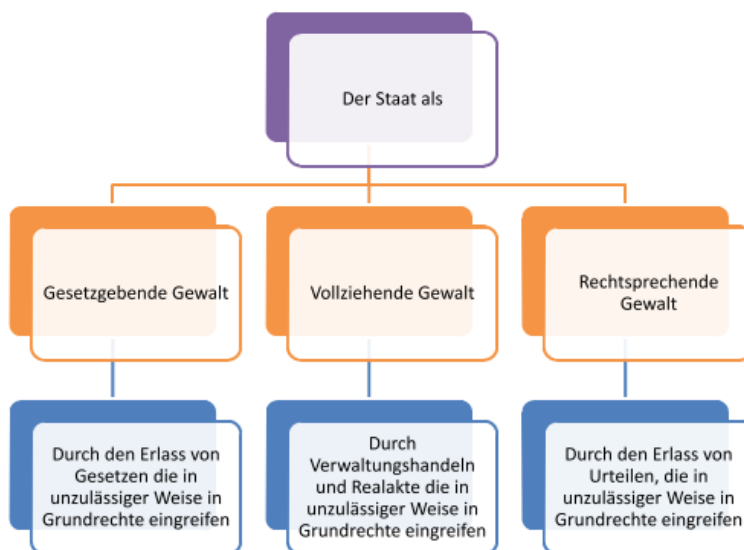 Der Staat als
Gesetzgebende Gewalt
Vollziehende Gewalt
Rechtsprechende
Gewalt
Durch den Erlass von
Gesetzen die in
unzulässiger Weise in
Grundrechte eingreifen
Durch
Verwaltungshandeln
und Realakte die in
unzulässiger Weise in
Grundrechte eingreifen
Durch den Erlass von
Urteilen, die in
unzulässiger Weise in
Grundrechte eingreifen